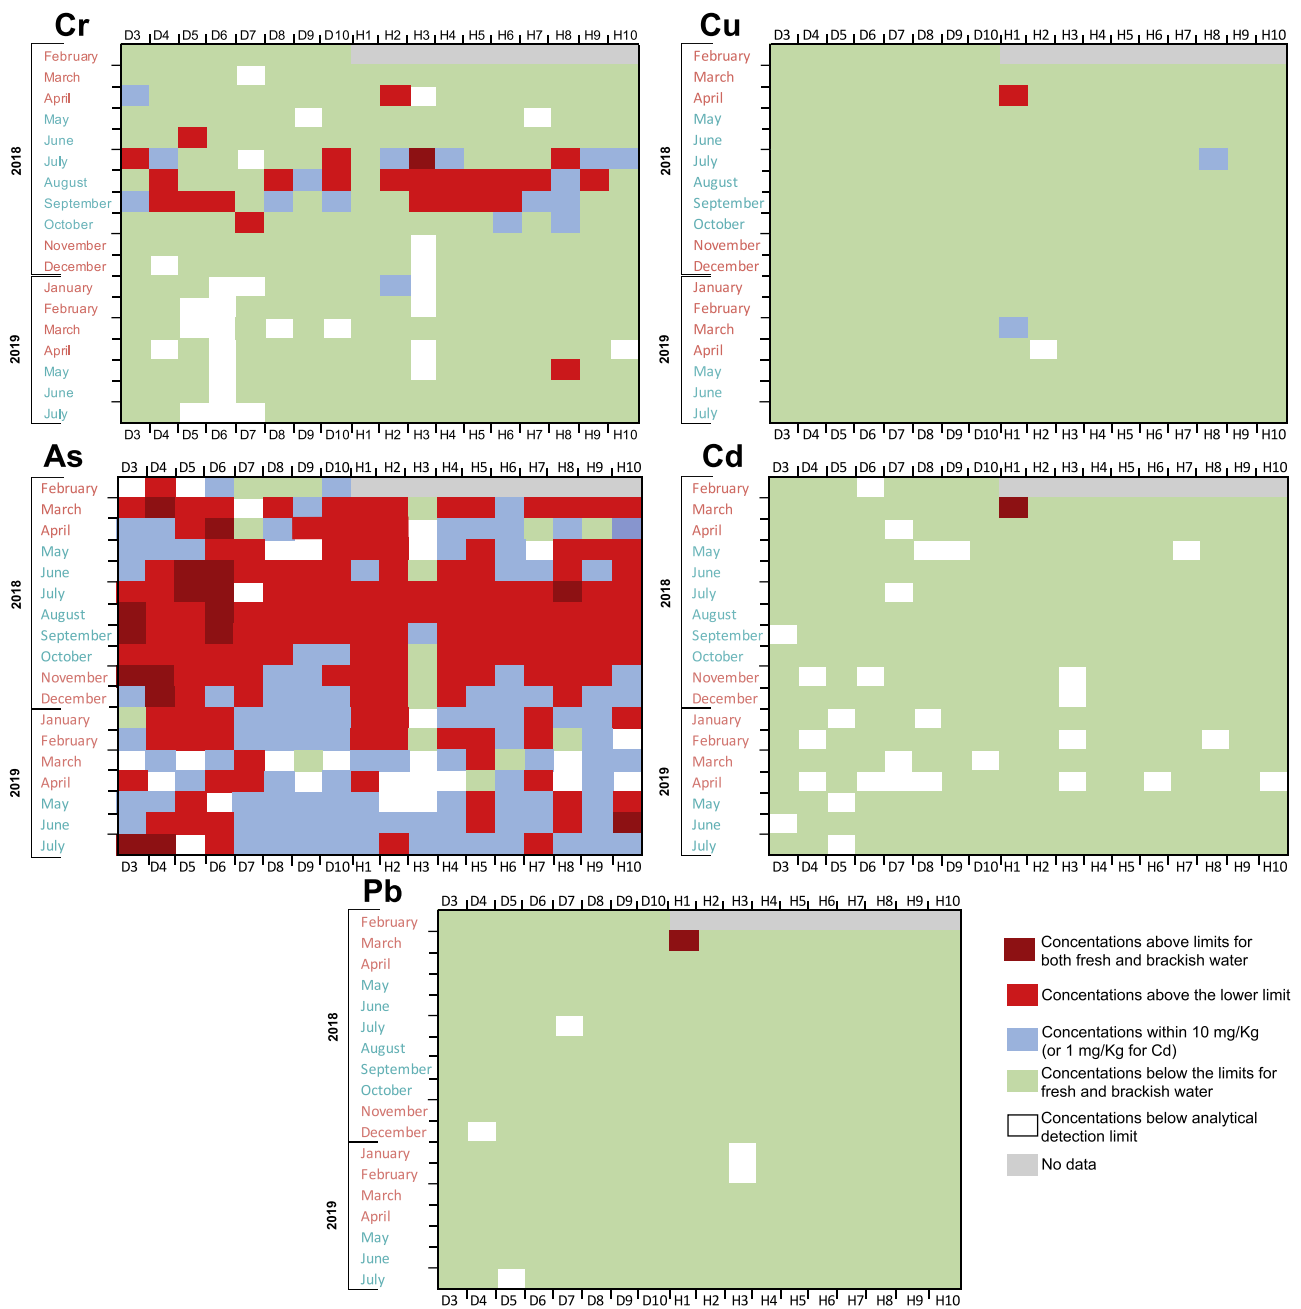 Cr
D3 D4 D5 D6 D7 D8 D9 D10 H1 H2 H3 H4 H5 H6 H7 H8 H9 H10
2018
February
March
April
May
June
July
August
September
October
November
December
2019
January
February
March
April
May
June
July
D3 D4 D5 D6 D7 D8 D9 D10 H1 H2 H3 H4 H5 H6 H7 H8 H9 H10
Cu
D3 D4 D5 D6 D7 D8 D9 D10 H1 H2 H3 H4 H5 H6 H7 H8 H9 H10
2018
February
March
April
May
June
July
August
September
October
November
December
2019
January
February
March
April
May
June
July
D3 D4 D5 D6 D7 D8 D9 D10 H1 H2 H3 H4 H5 H6 H7 H8 H9 H10
As
D3 D4 D5 D6 D7 D8 D9 D10 H1 H2 H3 H4 H5 H6 H7 H8 H9 H10
2018
February
March
April
May
June
July
August
September
October
November
December
2019
January
February
March
April
May
June
July
D3 D4 D5 D6 D7 D8 D9 D10 H1 H2 H3 H4 H5 H6 H7 H8 H9 H10
Cd
D3 D4 D5 D6 D7 D8 D9 D10 H1 H2 H3 H4 H5 H6 H7 H8 H9 H10
2018
February
March
April
May
June
July
August
September
October
November
December
2019
January
February
March
April
May
June
July
D3 D4 D5 D6 D7 D8 D9 D10 H1 H2 H3 H4 H5 H6 H7 H8 H9 H10
Pb
D3 D4 D5 D6 D7 D8 D9 D10 H1 H2 H3 H4 H5 H6 H7 H8 H9 H10
2018
February
March
April
May
June
July
August
September
October
November
December
2019
January
February
March
April
May
June
July
D3 D4 D5 D6 D7 D8 D9 D10 H1 H2 H3 H4 H5 H6 H7 H8 H9 H10
Concentations above limits for
both fresh and brackish water
Concentations above the lower limit
Concentations within 10 mg/Kg
(or 1 mg/Kg for Cd)
Concentations below the limits for
fresh and brackish water
Concentations below analytical
detection limit
No data